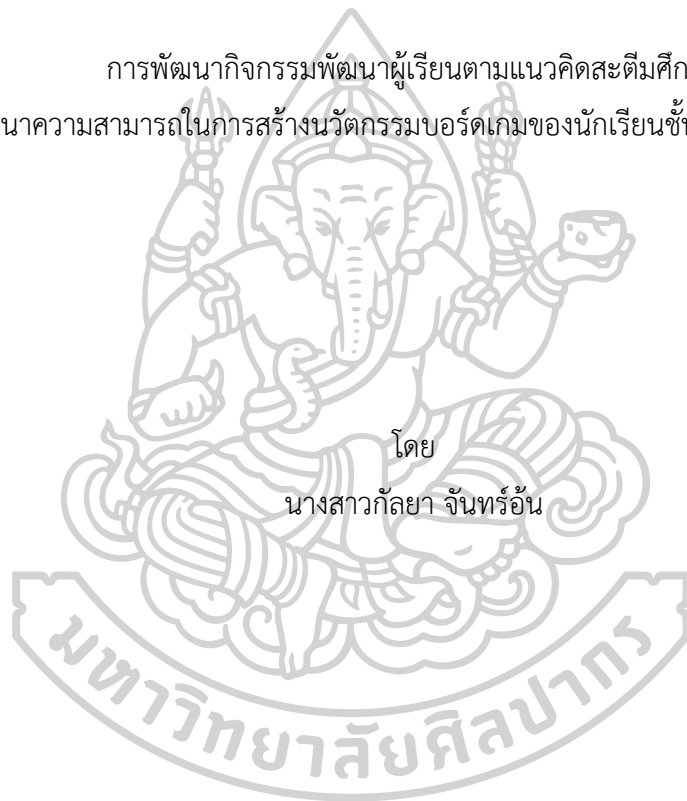 การพัฒนากิจกรรมพัฒนาผู้เรียนตามแนวคิดสะตีมศึก
นาความสามารถในการสร้างนวัตกรรมบอร์ดเกมของนักเรียนชั้
โดย
นางสาวกัลยา จันทร์อ้น
มหาวิทยาลัยศิลปากร